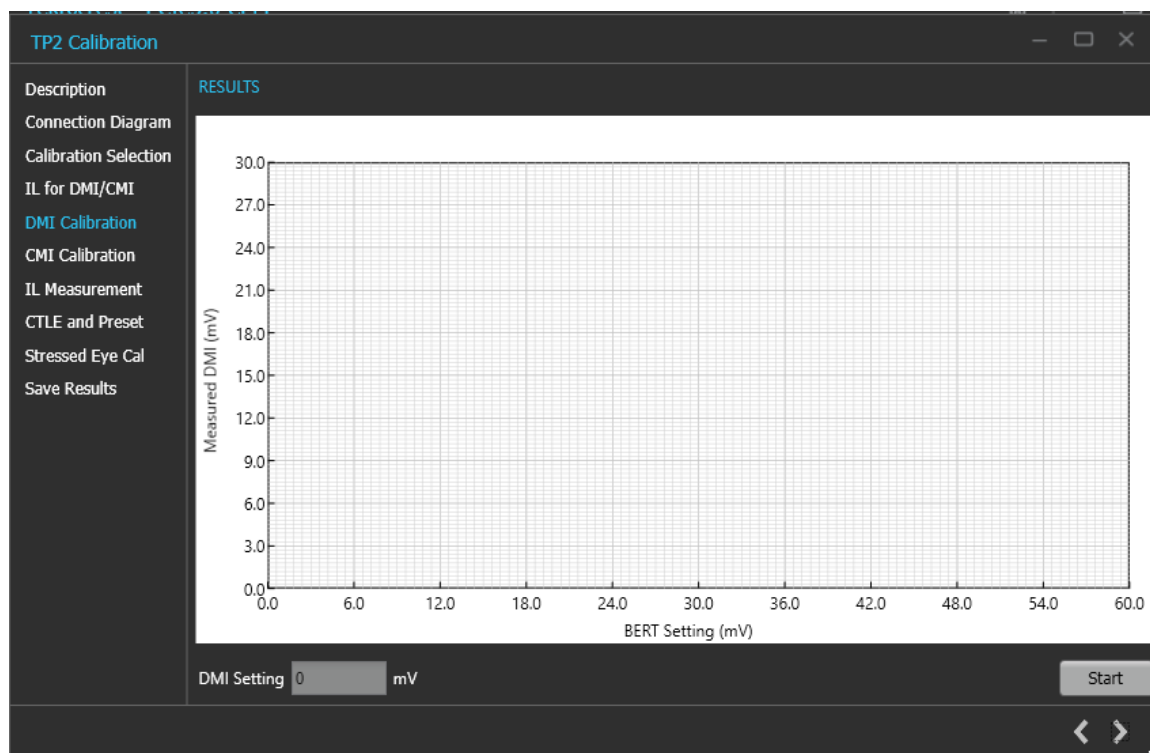 TP2 Calibration
Description
Connection Diagram
Calibration Selection
IL for DMI/CMI
DMI Calibration
CMI Calibration
IL Measurement
CTLE and Preset
Stressed Eye Cal
Save Results
RESULTS
Measured DMI (mV)
30.0
27.0
24.0
21.0
18.0
15.0
12.0
9.0
6.0
3.0
0.0
0.0 6.0 12.0 18.0 24.0 30.0 36.0 42.0 48.0 54.0 60.0
BERT Setting (mV)
DMI Setting 0 mV
Start